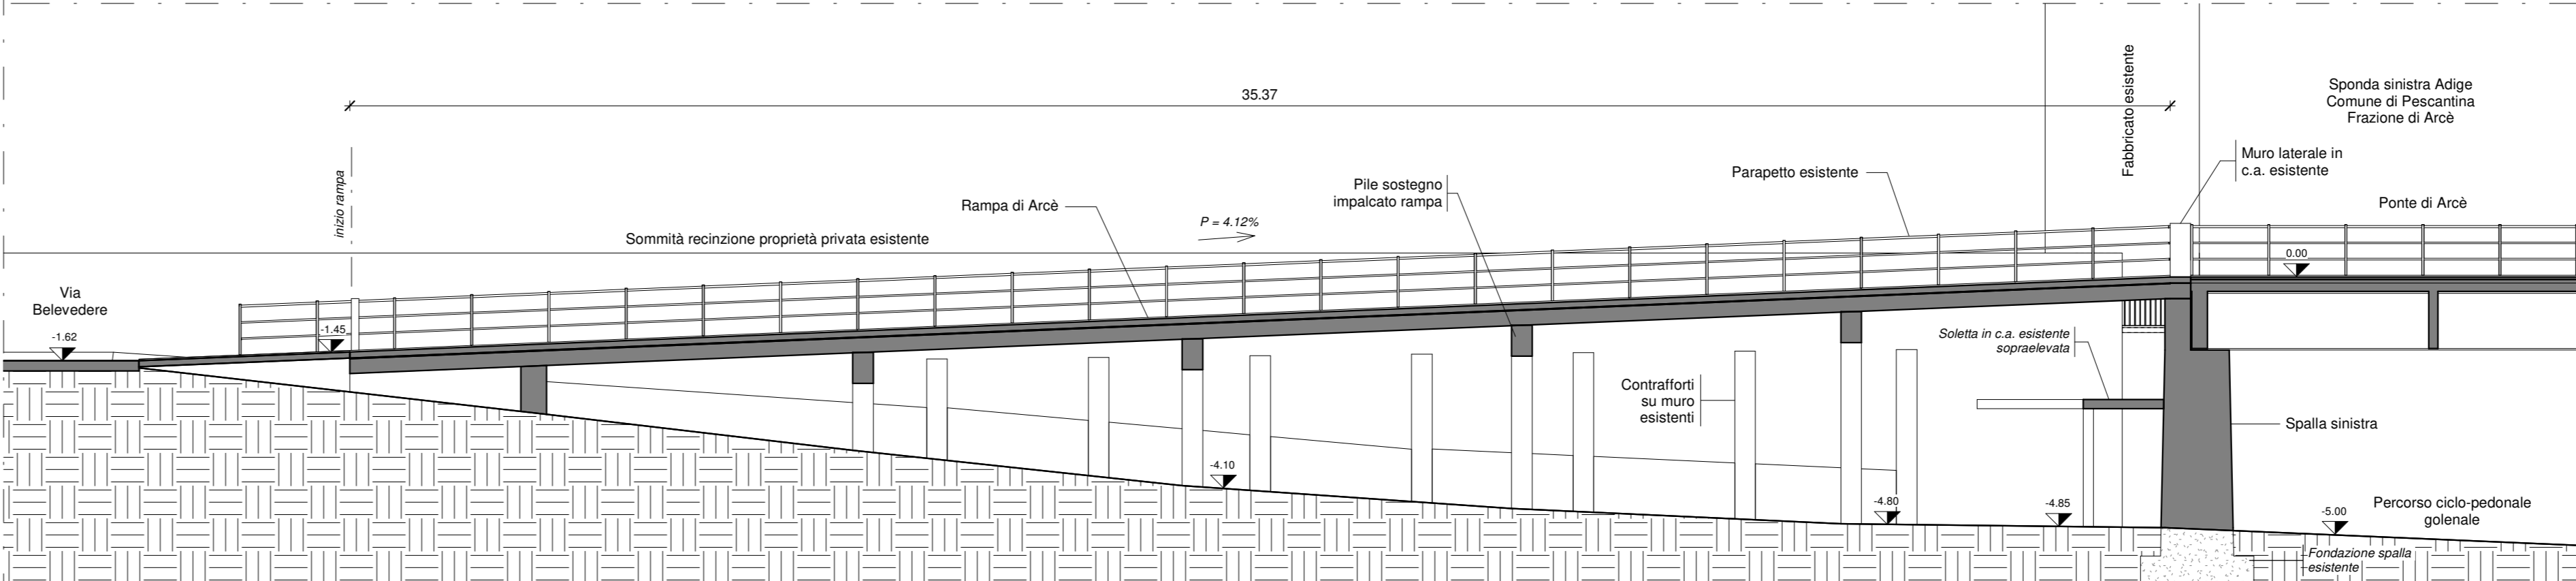 35.37
Fabbricato esistente
Sponda sinistra Adige
Comune di Pescantina
Frazione di Arcè
Muro laterale in
c.a. esistente
Ponte di Arcè
0.00
Parapetto esistente
Pile sostegno
impalcato rampa
Rampa di Arcè
P = 4.12%
Sommità recinzione proprietà privata esistente
inizio rampa
Via
Belevedere
-1.62
-1.45
Soletta in c.a. esistente
sopraelevata
Contrafforti
su muro
esistenti
Spalla sinistra
-4.10
-4.80
-4.85
-5.00
Percorso ciclo-pedonale
golenale
Fondazione spalla
esistente